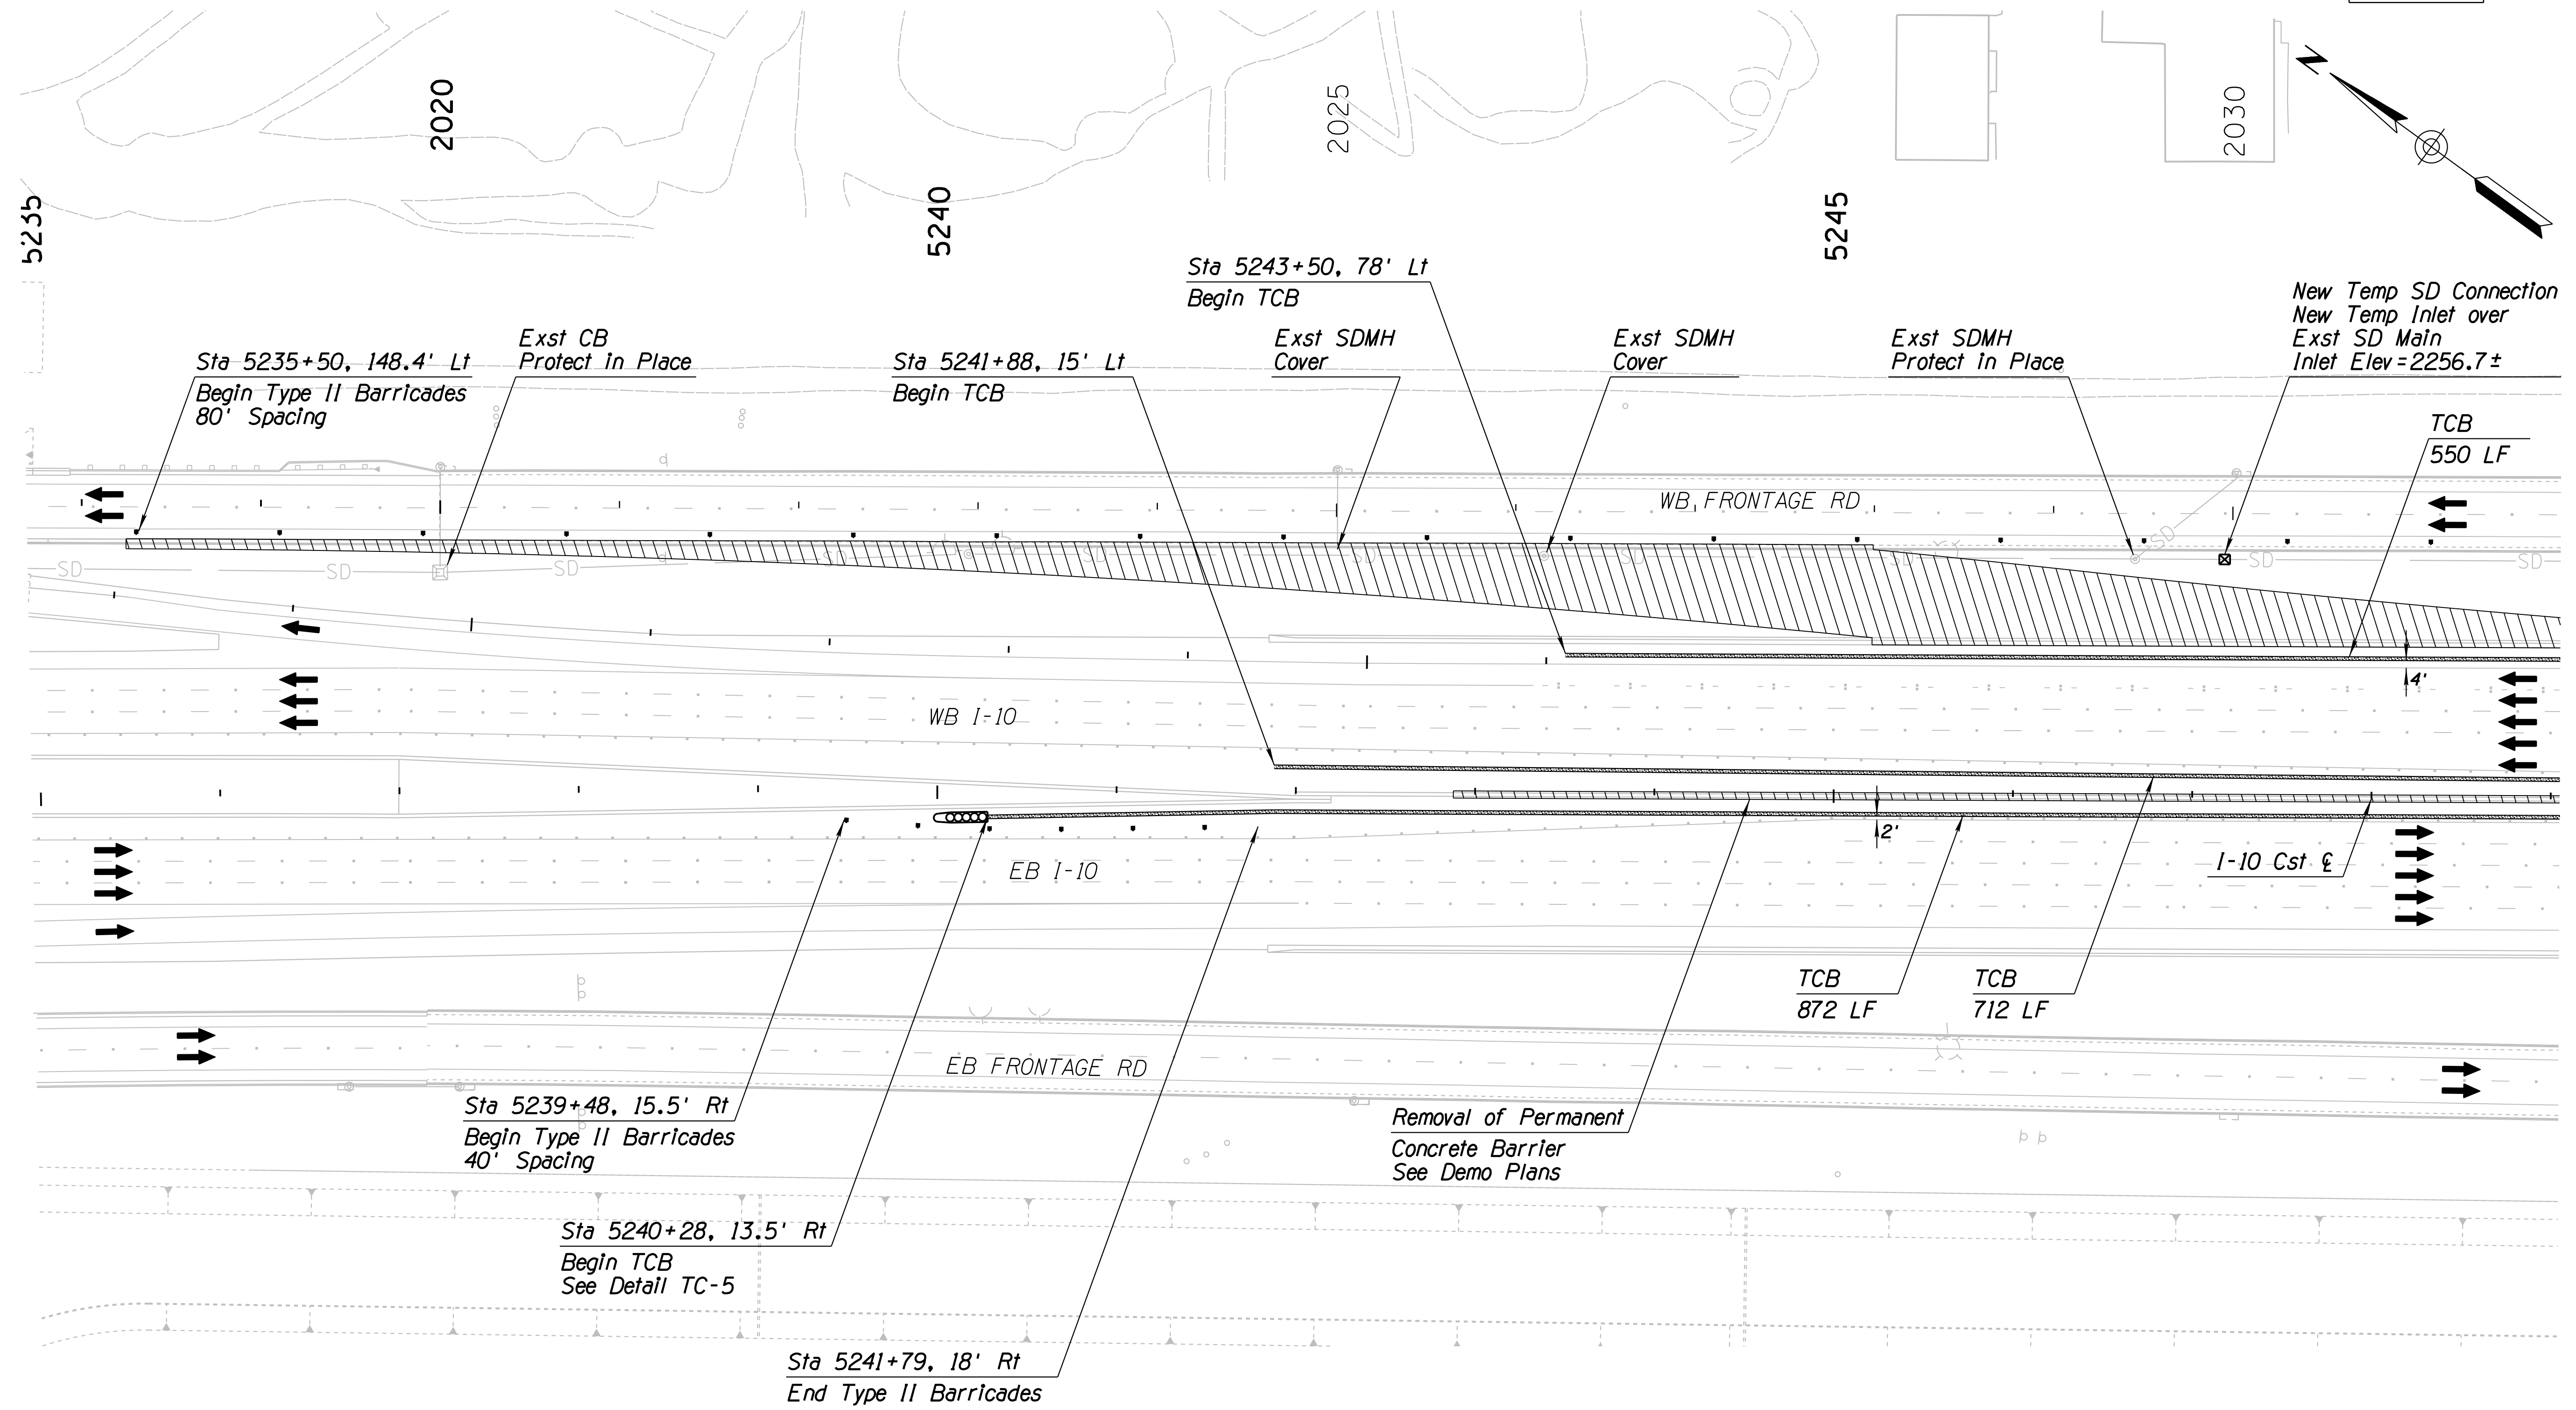 N
2020
2025
2030
5235
5240
5245
Sta 5243+50, 78' Lt
Begin TCB
New Temp SD Connection
New Temp Inlet over
Exst SD Main
Inlet Elev=2256.7±
Sta 5235+50, 148.4' Lt
Begin Type II Barricades
80' Spacing
Exst CB
Protect in Place
Sta 5241+88, 15' Lt
Begin TCB
Exst SDMH
Cover
Exst SDMH
Cover
Exst SDMH
Protect in Place
TCB
550 LF
WB FRONTAGE RD
SD
SD
SD
SD
SD
SD
SD
SD
SD
SD
SD
4'
WB I-10
2'
EB I-10
I-10 Cst ℄
TCB
872 LF
TCB
712 LF
EB FRONTAGE RD
Sta 5239+48, 15.5' Rt
Begin Type II Barricades
40' Spacing
Removal of Permanent
Concrete Barrier
See Demo Plans
Sta 5240+28, 13.5' Rt
Begin TCB
See Detail TC-5
Sta 5241+79, 18' Rt
End Type II Barricades